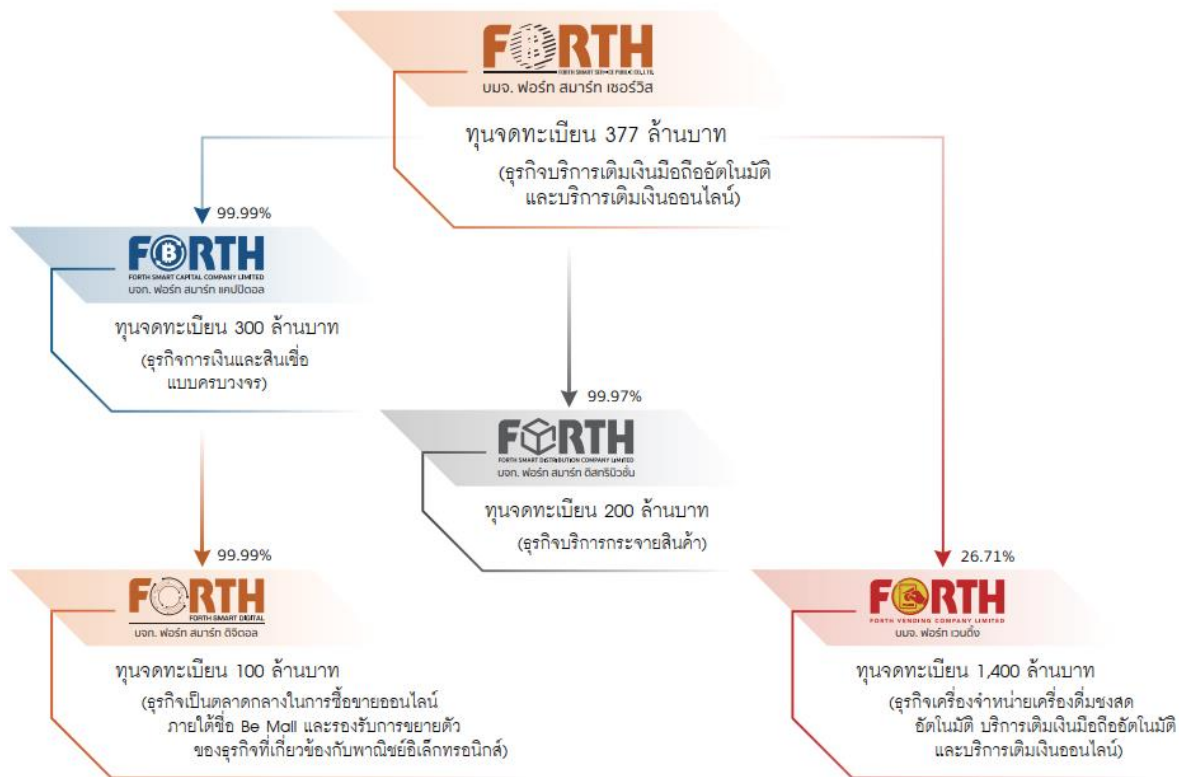 FORTH
FORTH SMART SERVICE PUBLIC CO., LTD.
บมจ. ฟอร์ท สมาร์ท เซอร์วิส
ทุนจดทะเบียน 377 ล้านบาท
(ธุรกิจบริการเติมเงินมือถืออัตโนมัติ
และบริการเติมเงินออนไลน์)
99.99%
FORTH
FORTH SMART CAPITAL COMPANY LIMITED
บจก. ฟอร์ท สมาร์ท แคปปิตอล
ทุนจดทะเบียน 300 ล้านบาท
(ธุรกิจการเงินและสินเชื่อ
แบบครบวงจร)
99.97%
FORTH
FORTH SMART DISTRIBUTION COMPANY LIMITED
บจก. ฟอร์ท สมาร์ท ดิสทริบิวชั่น
ทุนจดทะเบียน 200 ล้านบาท
(ธุรกิจบริการกระจายสินค้า)
99.99%
FORTH
FORTH SMART DIGITAL
บจก. ฟอร์ท สมาร์ท ดิจิตอล
ทุนจดทะเบียน 100 ล้านบาท
(ธุรกิจเป็นตลาดกลางในการซื้อขายออนไลน์
ภายใต้ชื่อ Be Mall และรองรับการขยายตัว
ของธุรกิจที่เกี่ยวข้องกับพาณิชย์อิเล็กทรอนิกส์)
26.71%
FORTH
FORTH VENDING COMPANY LIMITED
บมจ. ฟอร์ท เวนดิ้ง
ทุนจดทะเบียน 1,400 ล้านบาท
(ธุรกิจเครื่องจำหน่ายเครื่องดื่มชงสด
อัตโนมัติ บริการเติมเงินมือถืออัตโนมัติ
และบริการเติมเงินออนไลน์)